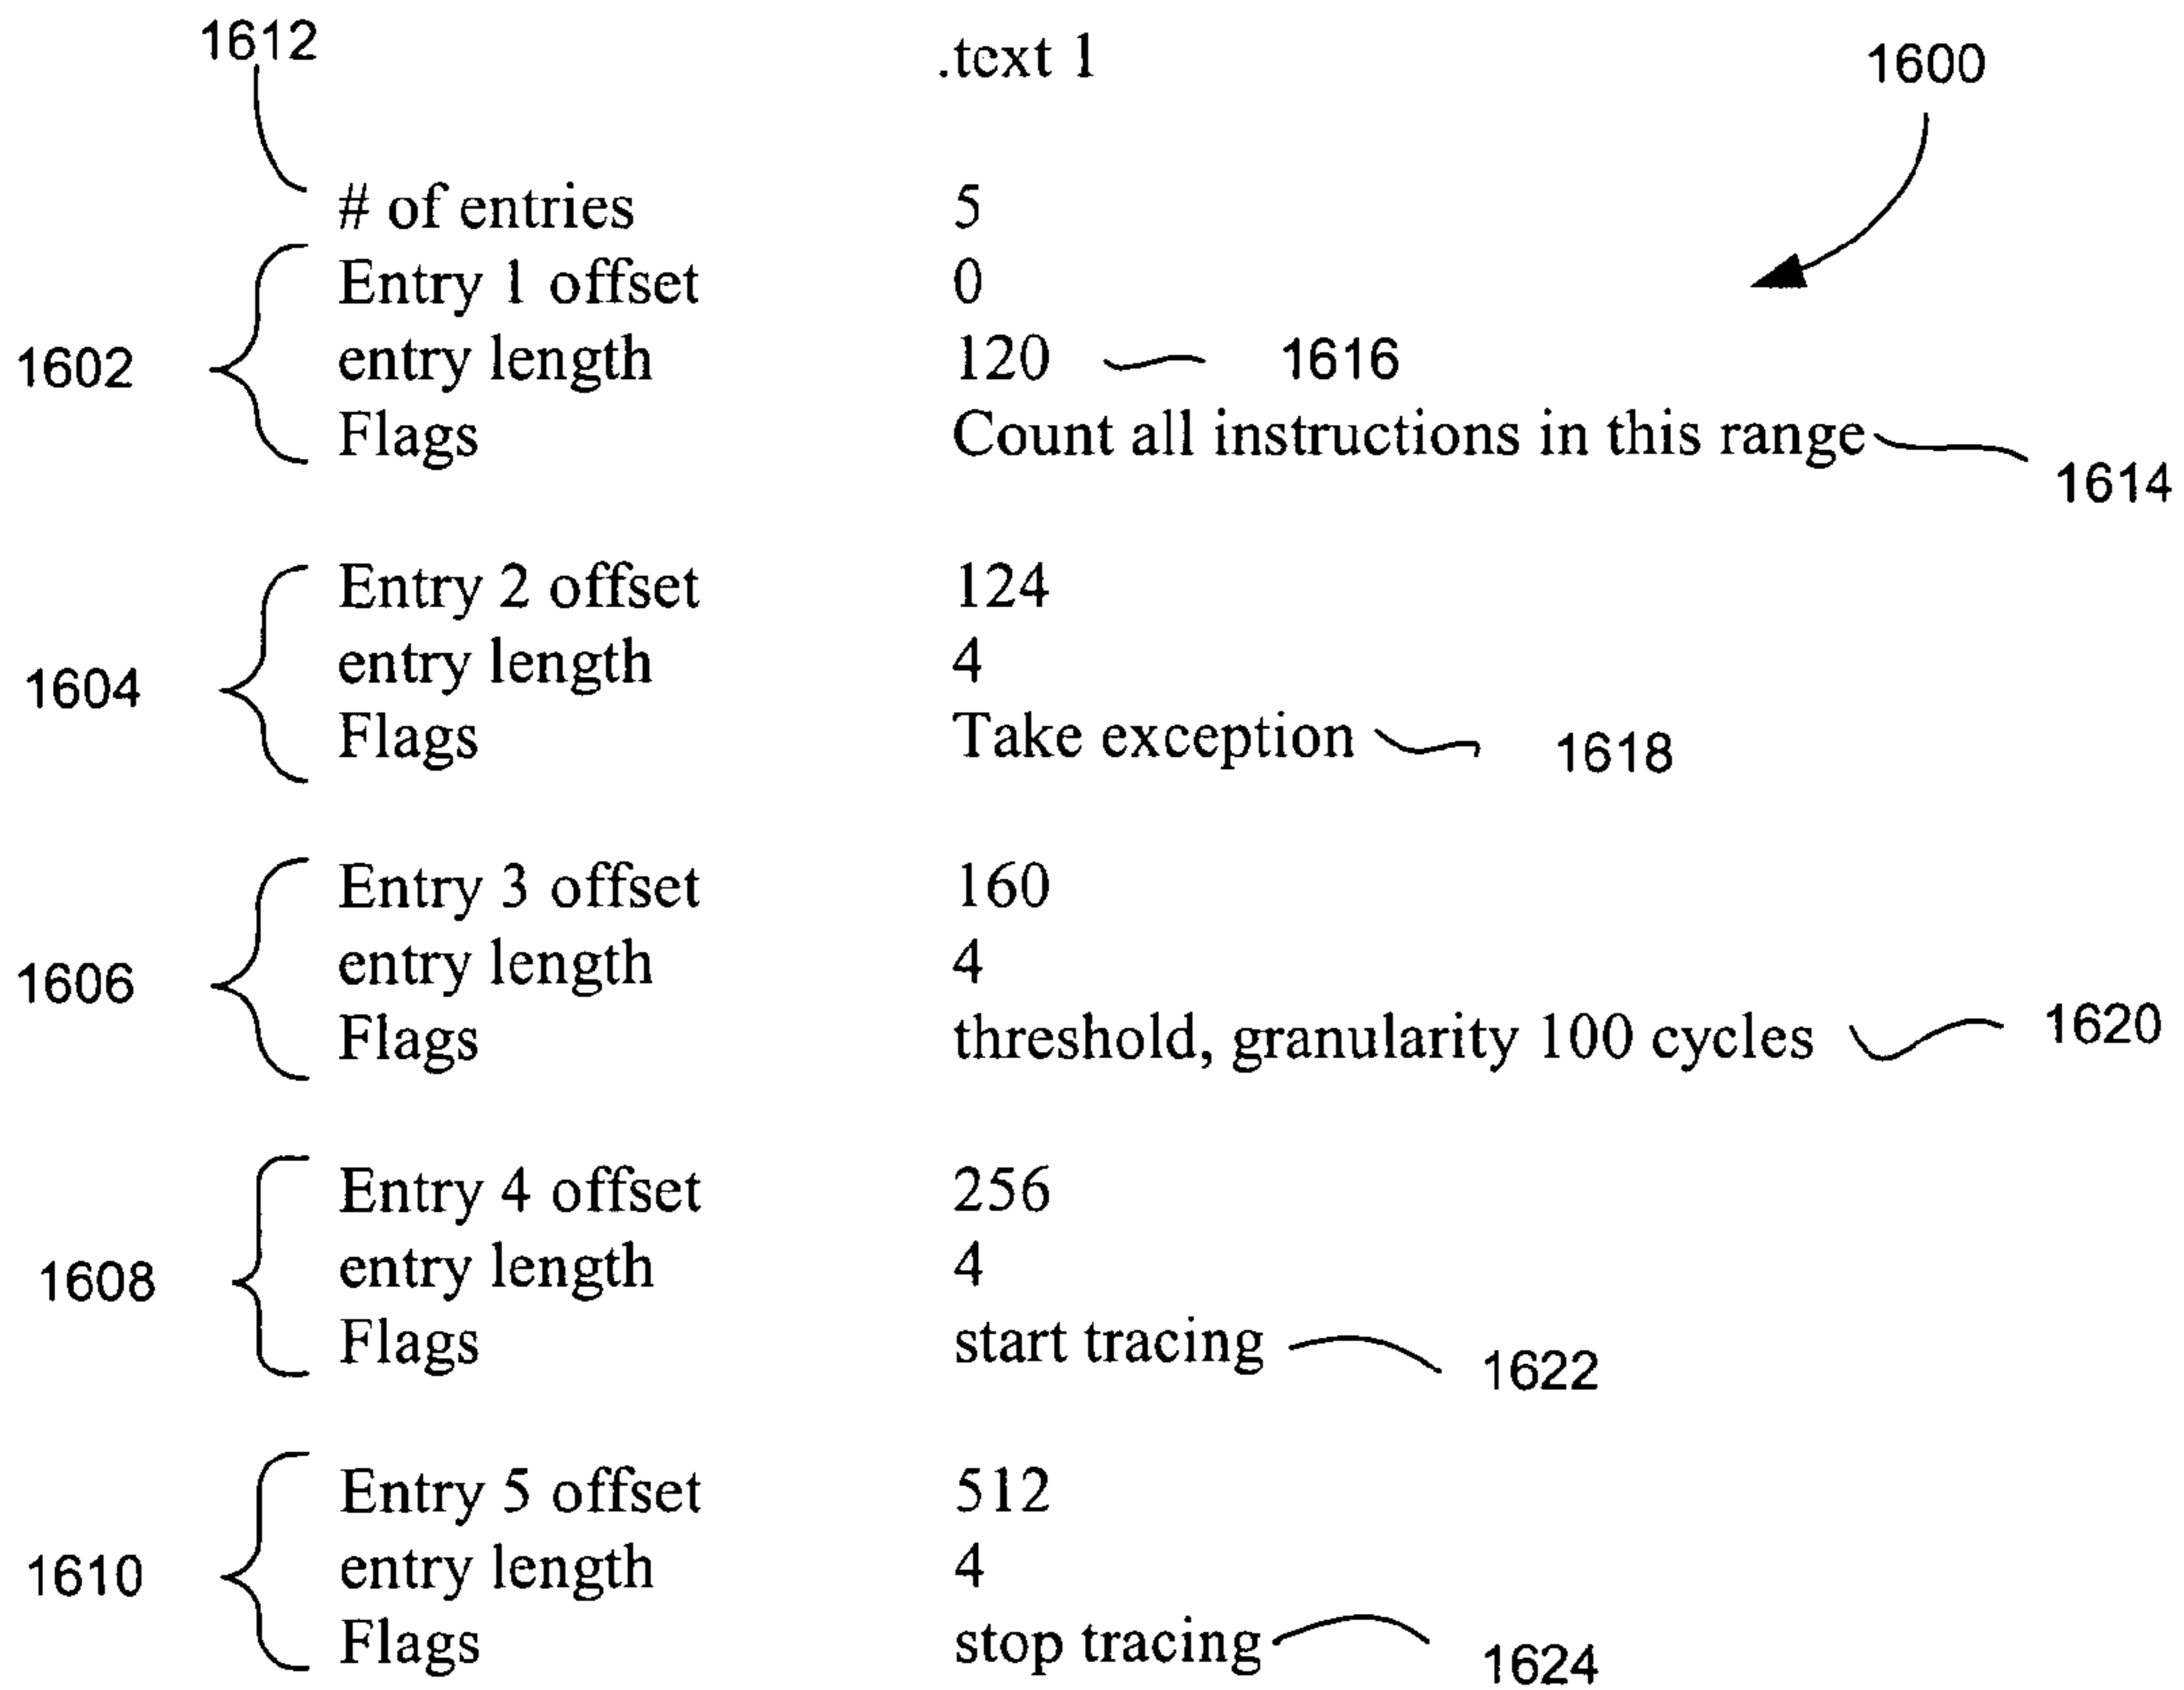 1612 .text 1 1600
# of entries 5
Entry 1 offset 0
1602 entry length 120 1616
Flags Count all instructions in this range 1614
Entry 2 offset 124
1604 entry length 4
Flags Take exception 1618
Entry 3 offset 160
1606 entry length 4
Flags threshold, granularity 100 cycles 1620
Entry 4 offset 256
1608 entry length 4
Flags start tracing 1622
Entry 5 offset 512
1610 entry length 4
Flags stop tracing 1624